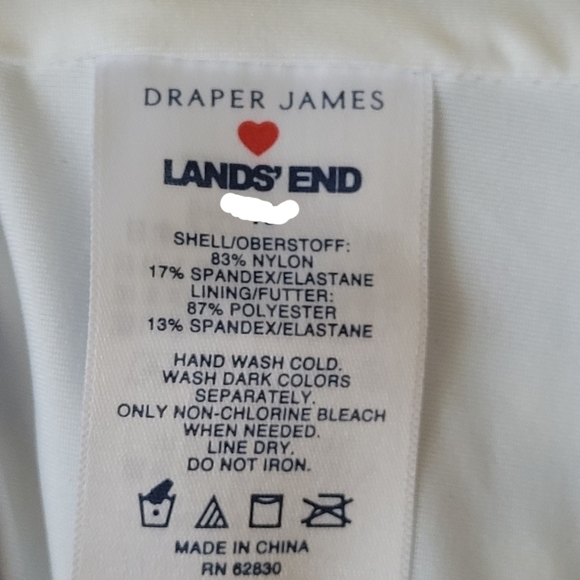 DRAPER JAMES
LANDS' END
SHELL/OBERSTOFF:
83% NYLON
17% SPANDEX/ELASTANE
LINING/FUTTER:
87% POLYESTER
13% SPANDEX/ELASTANE
HAND WASH COLD.
WASH DARK COLORS
SEPARATELY.
ONLY NON-CHLORINE BLEACH
WHEN NEEDED.
LINE DRY.
DO NOT IRON.
MADE IN CHINA
RN 62830